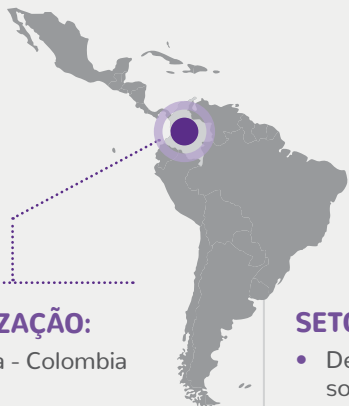 ZAÇÃO:
a - Colombia
SETO
• De
so